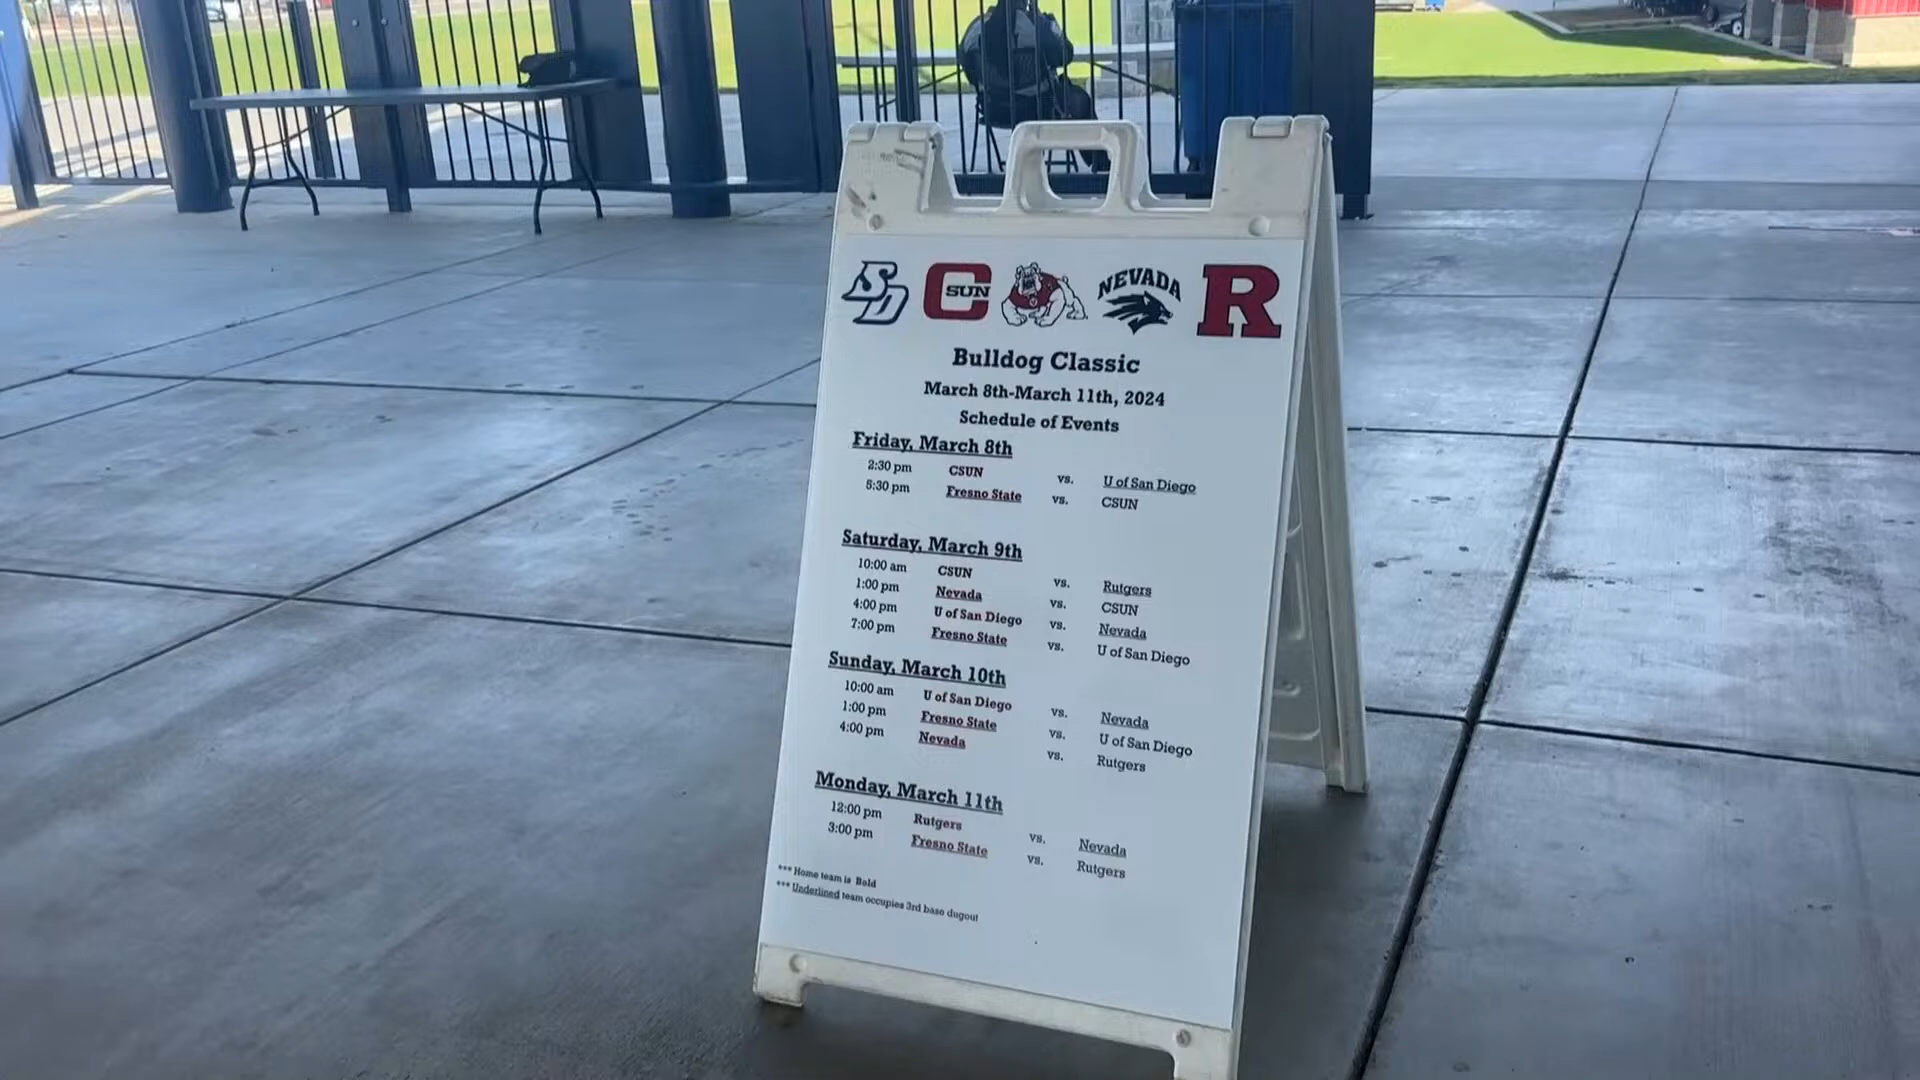 SD
C SUN
NEVADA
R
Bulldog Classic
March 8th-March 11th, 2024
Schedule of Events
Friday, March 8th
2:30 pm CSUN vs. U of San Diego
5:30 pm Fresno State vs. CSUN
Saturday, March 9th
10:00 am CSUN vs. Rutgers
1:00 pm Nevada vs. CSUN
4:00 pm U of San Diego vs. Nevada
7:00 pm Fresno State vs. U of San Diego
Sunday, March 10th
10:00 am U of San Diego vs. Nevada
1:00 pm Fresno State vs. U of San Diego
4:00 pm Nevada vs. Rutgers
Monday, March 11th
12:00 pm Rutgers vs. Nevada
3:00 pm Fresno State vs. Rutgers
*** Home team is Bold
*** Underlined team occupies 3rd base dugout